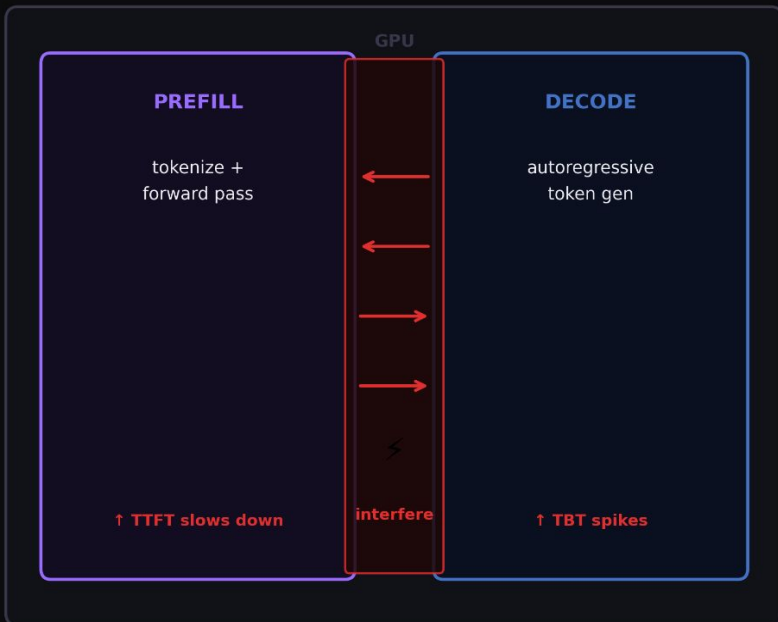 GPU
PREFILL
tokenize +
forward pass
↑ TTFT slows down
⚡
interfere
DECODE
autoregressive
token gen
↑ TBT spikes